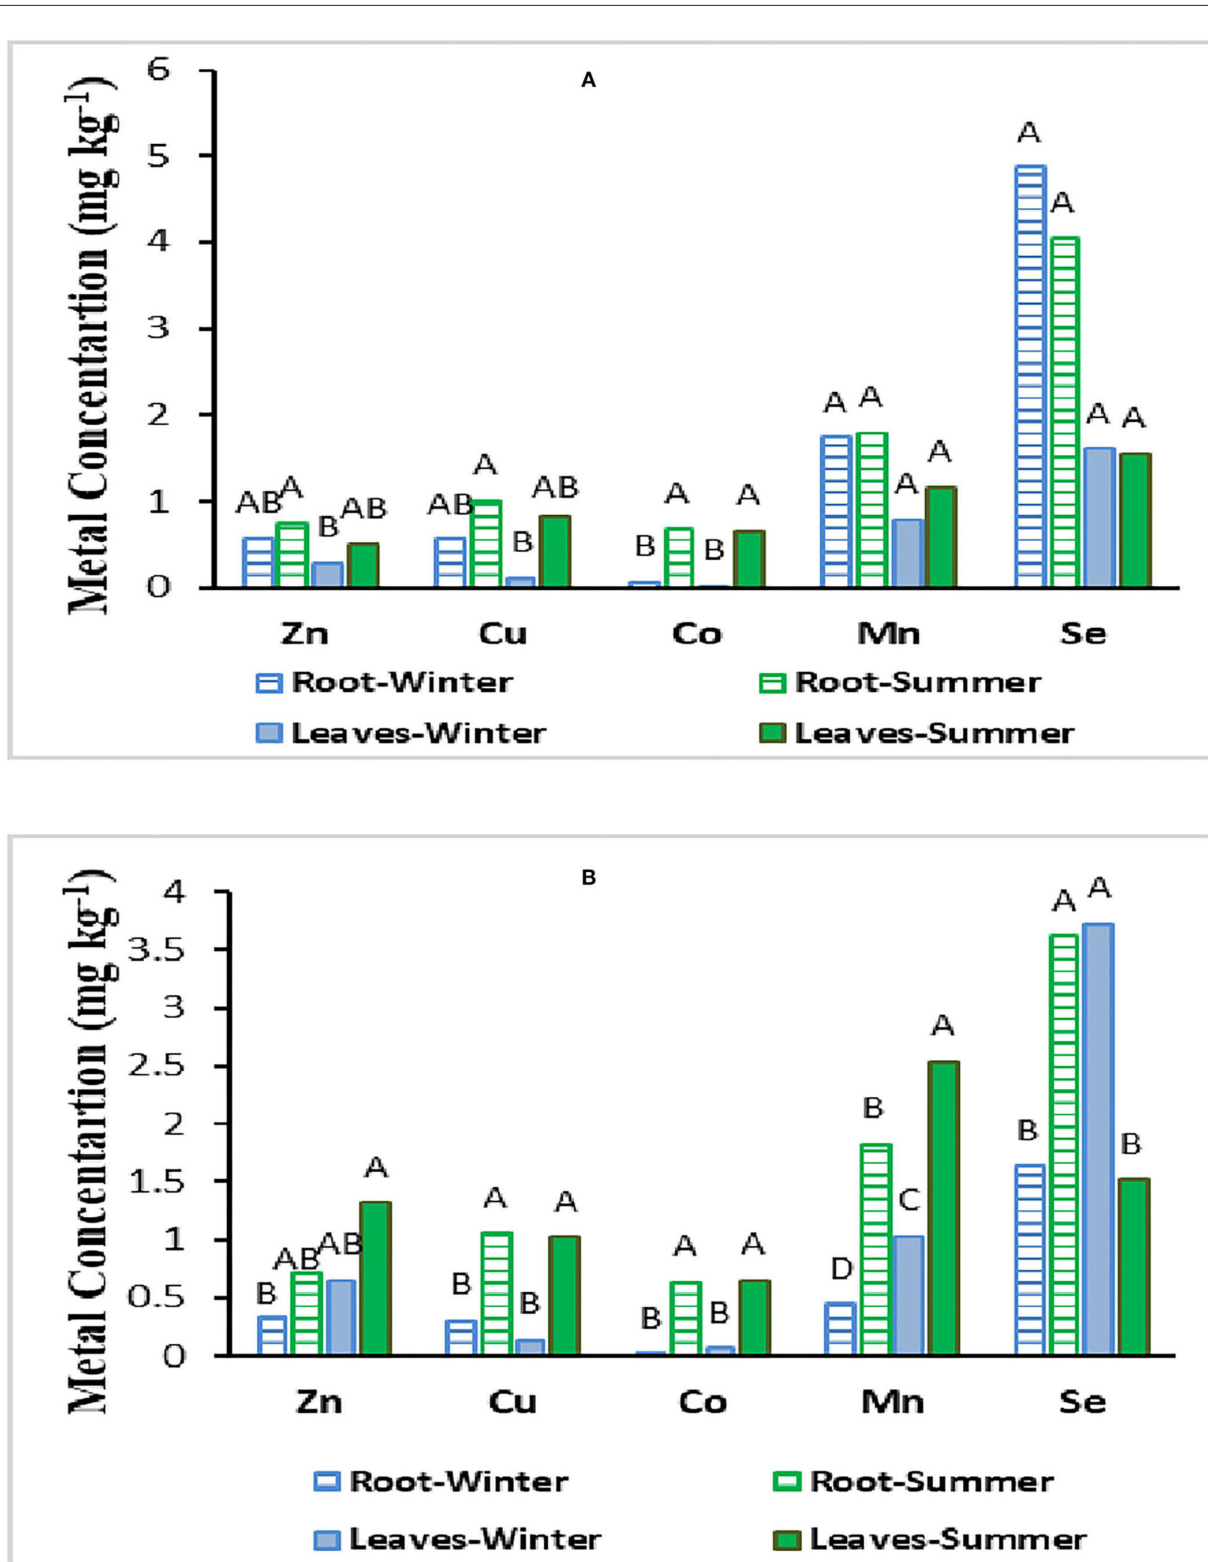 A
Metal Concentartion (mg kg⁻¹)
6
5
4
3
2
1
0
AB A B AB
AB A B AB
B A B A
A A A A
A A A A
Zn Cu Co Mn Se
Root-Winter Root-Summer
Leaves-Winter Leaves-Summer
B
Metal Concentartion (mg kg⁻¹)
4
3.5
3
2.5
2
1.5
1
0.5
0
B AB AB A
B A B A
B A B A
D B C A
B A A B
Zn Cu Co Mn Se
Root-Winter Root-Summer
Leaves-Winter Leaves-Summer